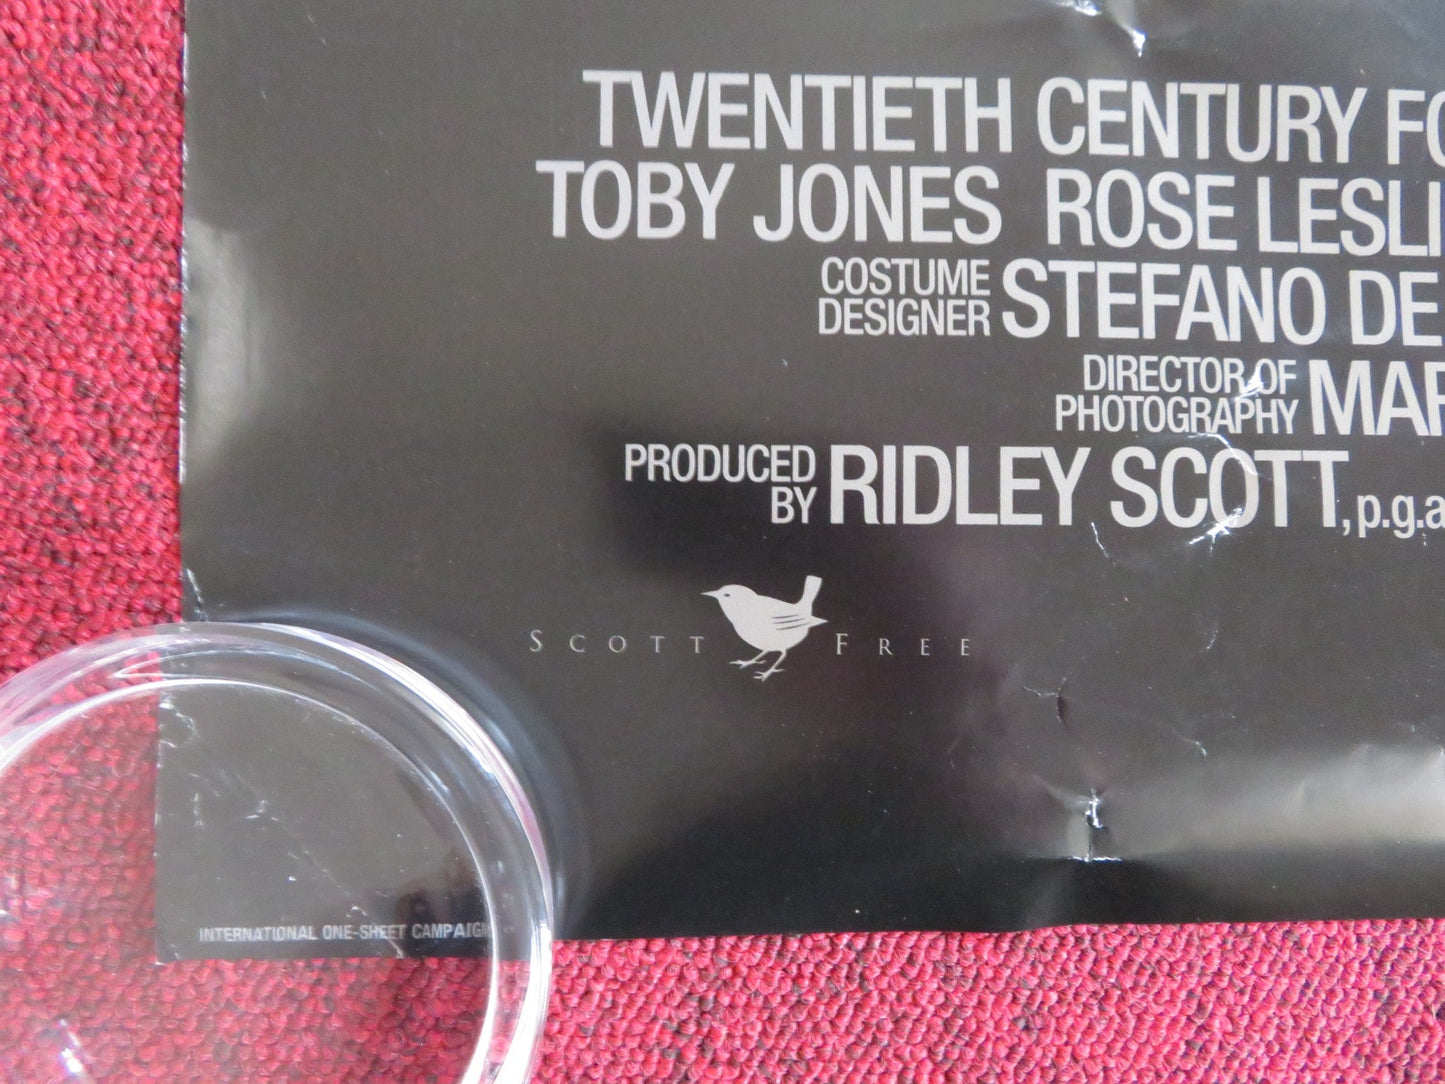 TWENTIETH CENTURY FO
TOBY JONES ROSE LESLI
COSTUME DESIGNER STEFANO DE
DIRECTOR OF PHOTOGRAPHY MAR
PRODUCED BY RIDLEY SCOTT, p.g.a
SCOTT FREE
INTERNATIONAL ONE-SHEET CAMPAIGN